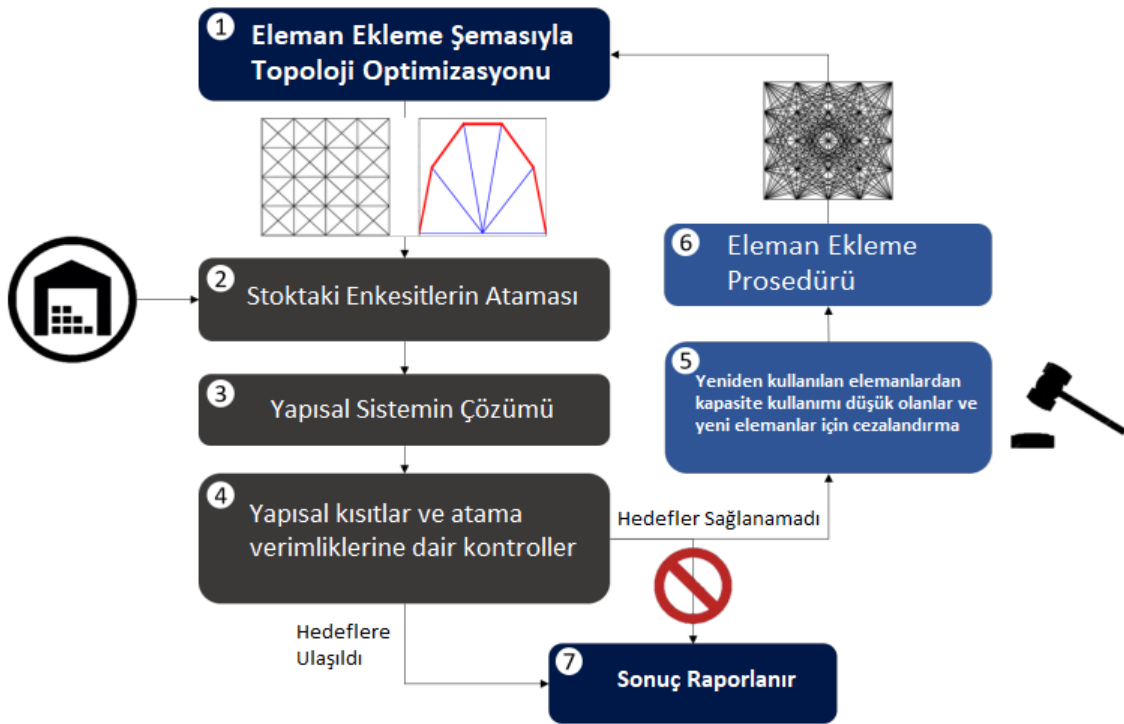 1
Eleman Ekleme Şemasıyla
Topoloji Optimizasyonu
2
Stoktaki Enkesitlerin Ataması
3
Yapısal Sistemin Çözümü
4
Yapısal kısıtlar ve atama
verimliklerine dair kontroller
Hedefler Sağlanamadı
5
Yeniden kullanılan elemanlardan
kapasite kullanımı düşük olanlar ve
yeni elemanlar için cezalandırma
6
Eleman Ekleme
Prosedürü
Hedeflere
Ulaşıldı
7
Sonuç Raporlanır